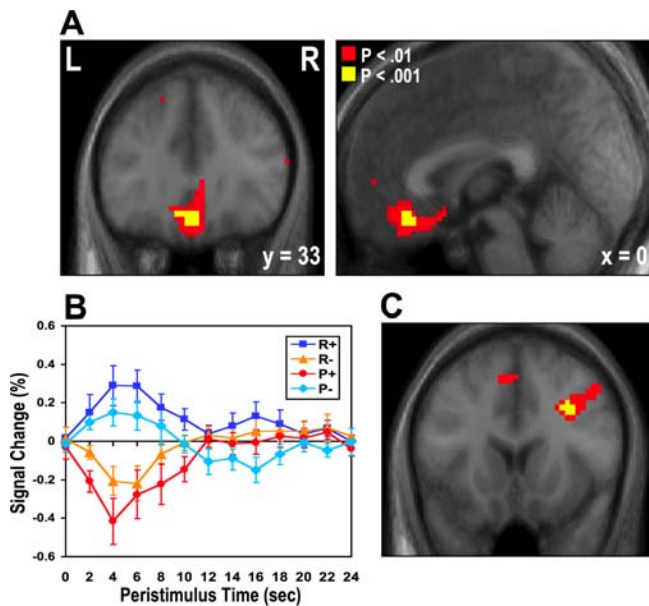 A
L
R
P < .01
P < .001
y = 33
x = 0
B
C
0.6
0.4
0.2
0
-0.2
-0.4
-0.6
Signal Change (%)
R+
R-
P+
P-
0 2 4 6 8 10 12 14 16 18 20 22 24
Peristimulus Time (sec)